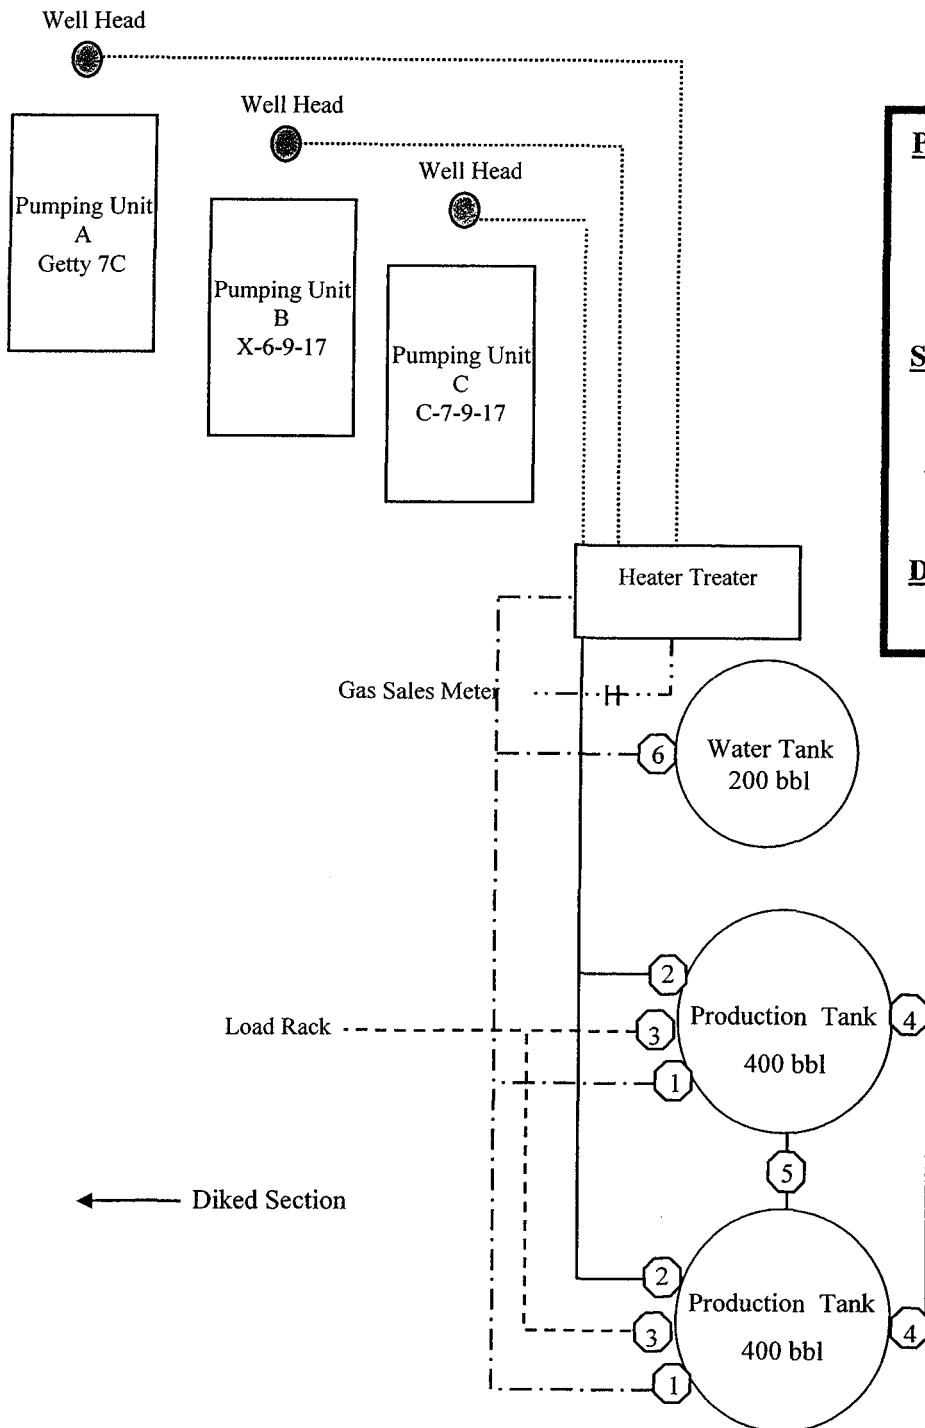 Well Head
Well Head
Well Head
Pumping Unit
A
Getty 7C
Pumping Unit
B
X-6-9-17
Pumping Unit
C
C-7-9-17
P
S
D
Heater Treater
Gas Sales Meter
6
Water Tank
200 bbl
2
Production Tank
400 bbl
4
Load Rack
3
1
5
Diked Section
2
Production Tank
400 bbl
4
3
1